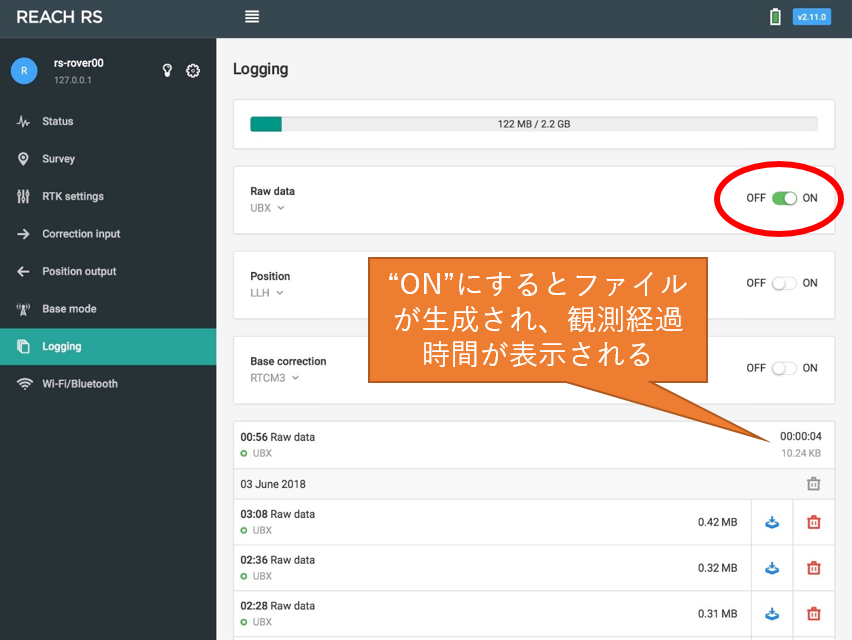 REACH RS
v2.11.0
R
rs-rover00
127.0.0.1
Status
Survey
RTK settings
Correction input
Position output
Base mode
Logging
Wi-Fi/Bluetooth
Logging
122 MB / 2.2 GB
Raw data
UBX
OFF ON
Position
LLH
OFF ON
Base correction
RTCM3
OFF ON
“ON”にするとファイル
が生成され、観測経過
時間が表示される
00:56 Raw data
UBX
00:00:04
10.24 KB
03 June 2018
03:08 Raw data
UBX
0.42 MB
02:36 Raw data
UBX
0.32 MB
02:28 Raw data
UBX
0.31 MB